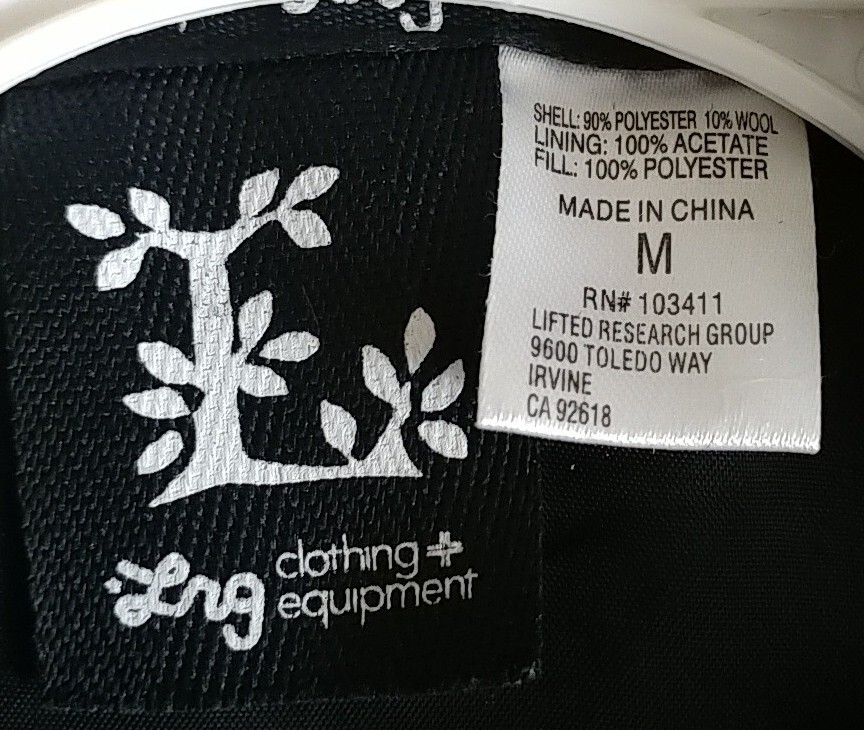 SHELL: 90% POLYESTER 10% WOOL
LINING: 100% ACETATE
FILL: 100% POLYESTER
MADE IN CHINA
M
RN# 103411
LIFTED RESEARCH GROUP
9600 TOLEDO WAY
IRVINE
CA 92618
L
Lrg clothing +
equipment